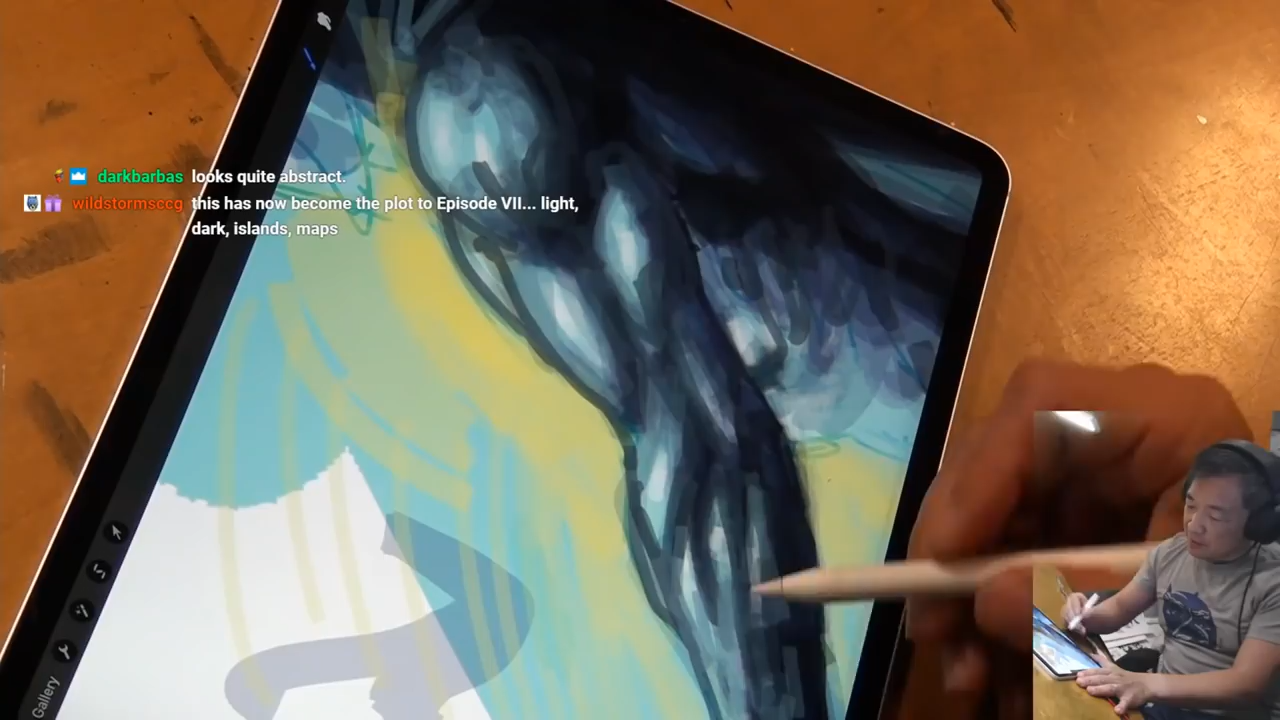 darkbarbas looks quite abstract.
wildstormsccg this has now become the plot to Episode VII... light,
dark, islands, maps
Gallery